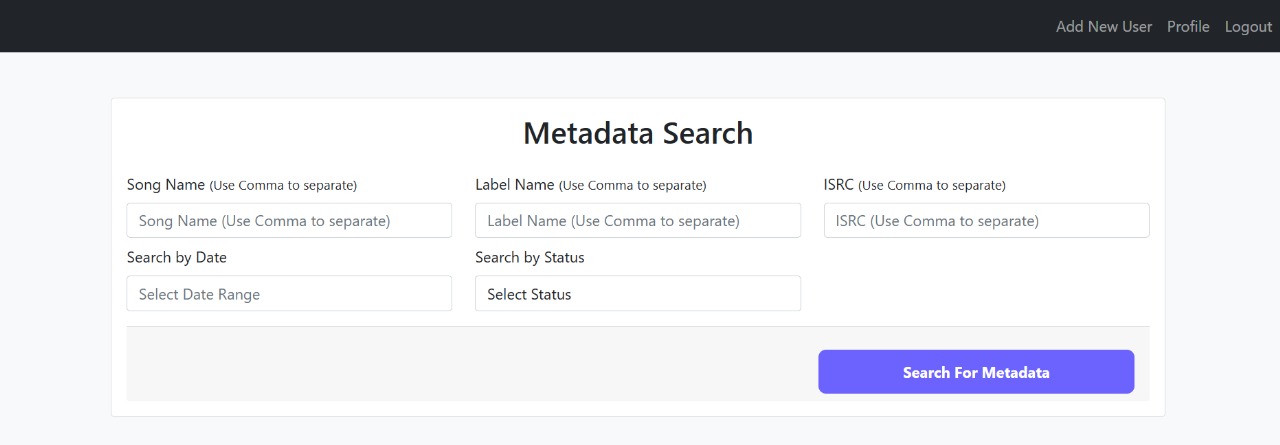 Add New User Profile Logout
Metadata Search
Song Name (Use Comma to separate) Label Name (Use Comma to separate) ISRC (Use Comma to separate)
Song Name (Use Comma to separate) Label Name (Use Comma to separate) ISRC (Use Comma to separate)
Search by Date Search by Status
Select Date Range Select Status
Search For Metadata